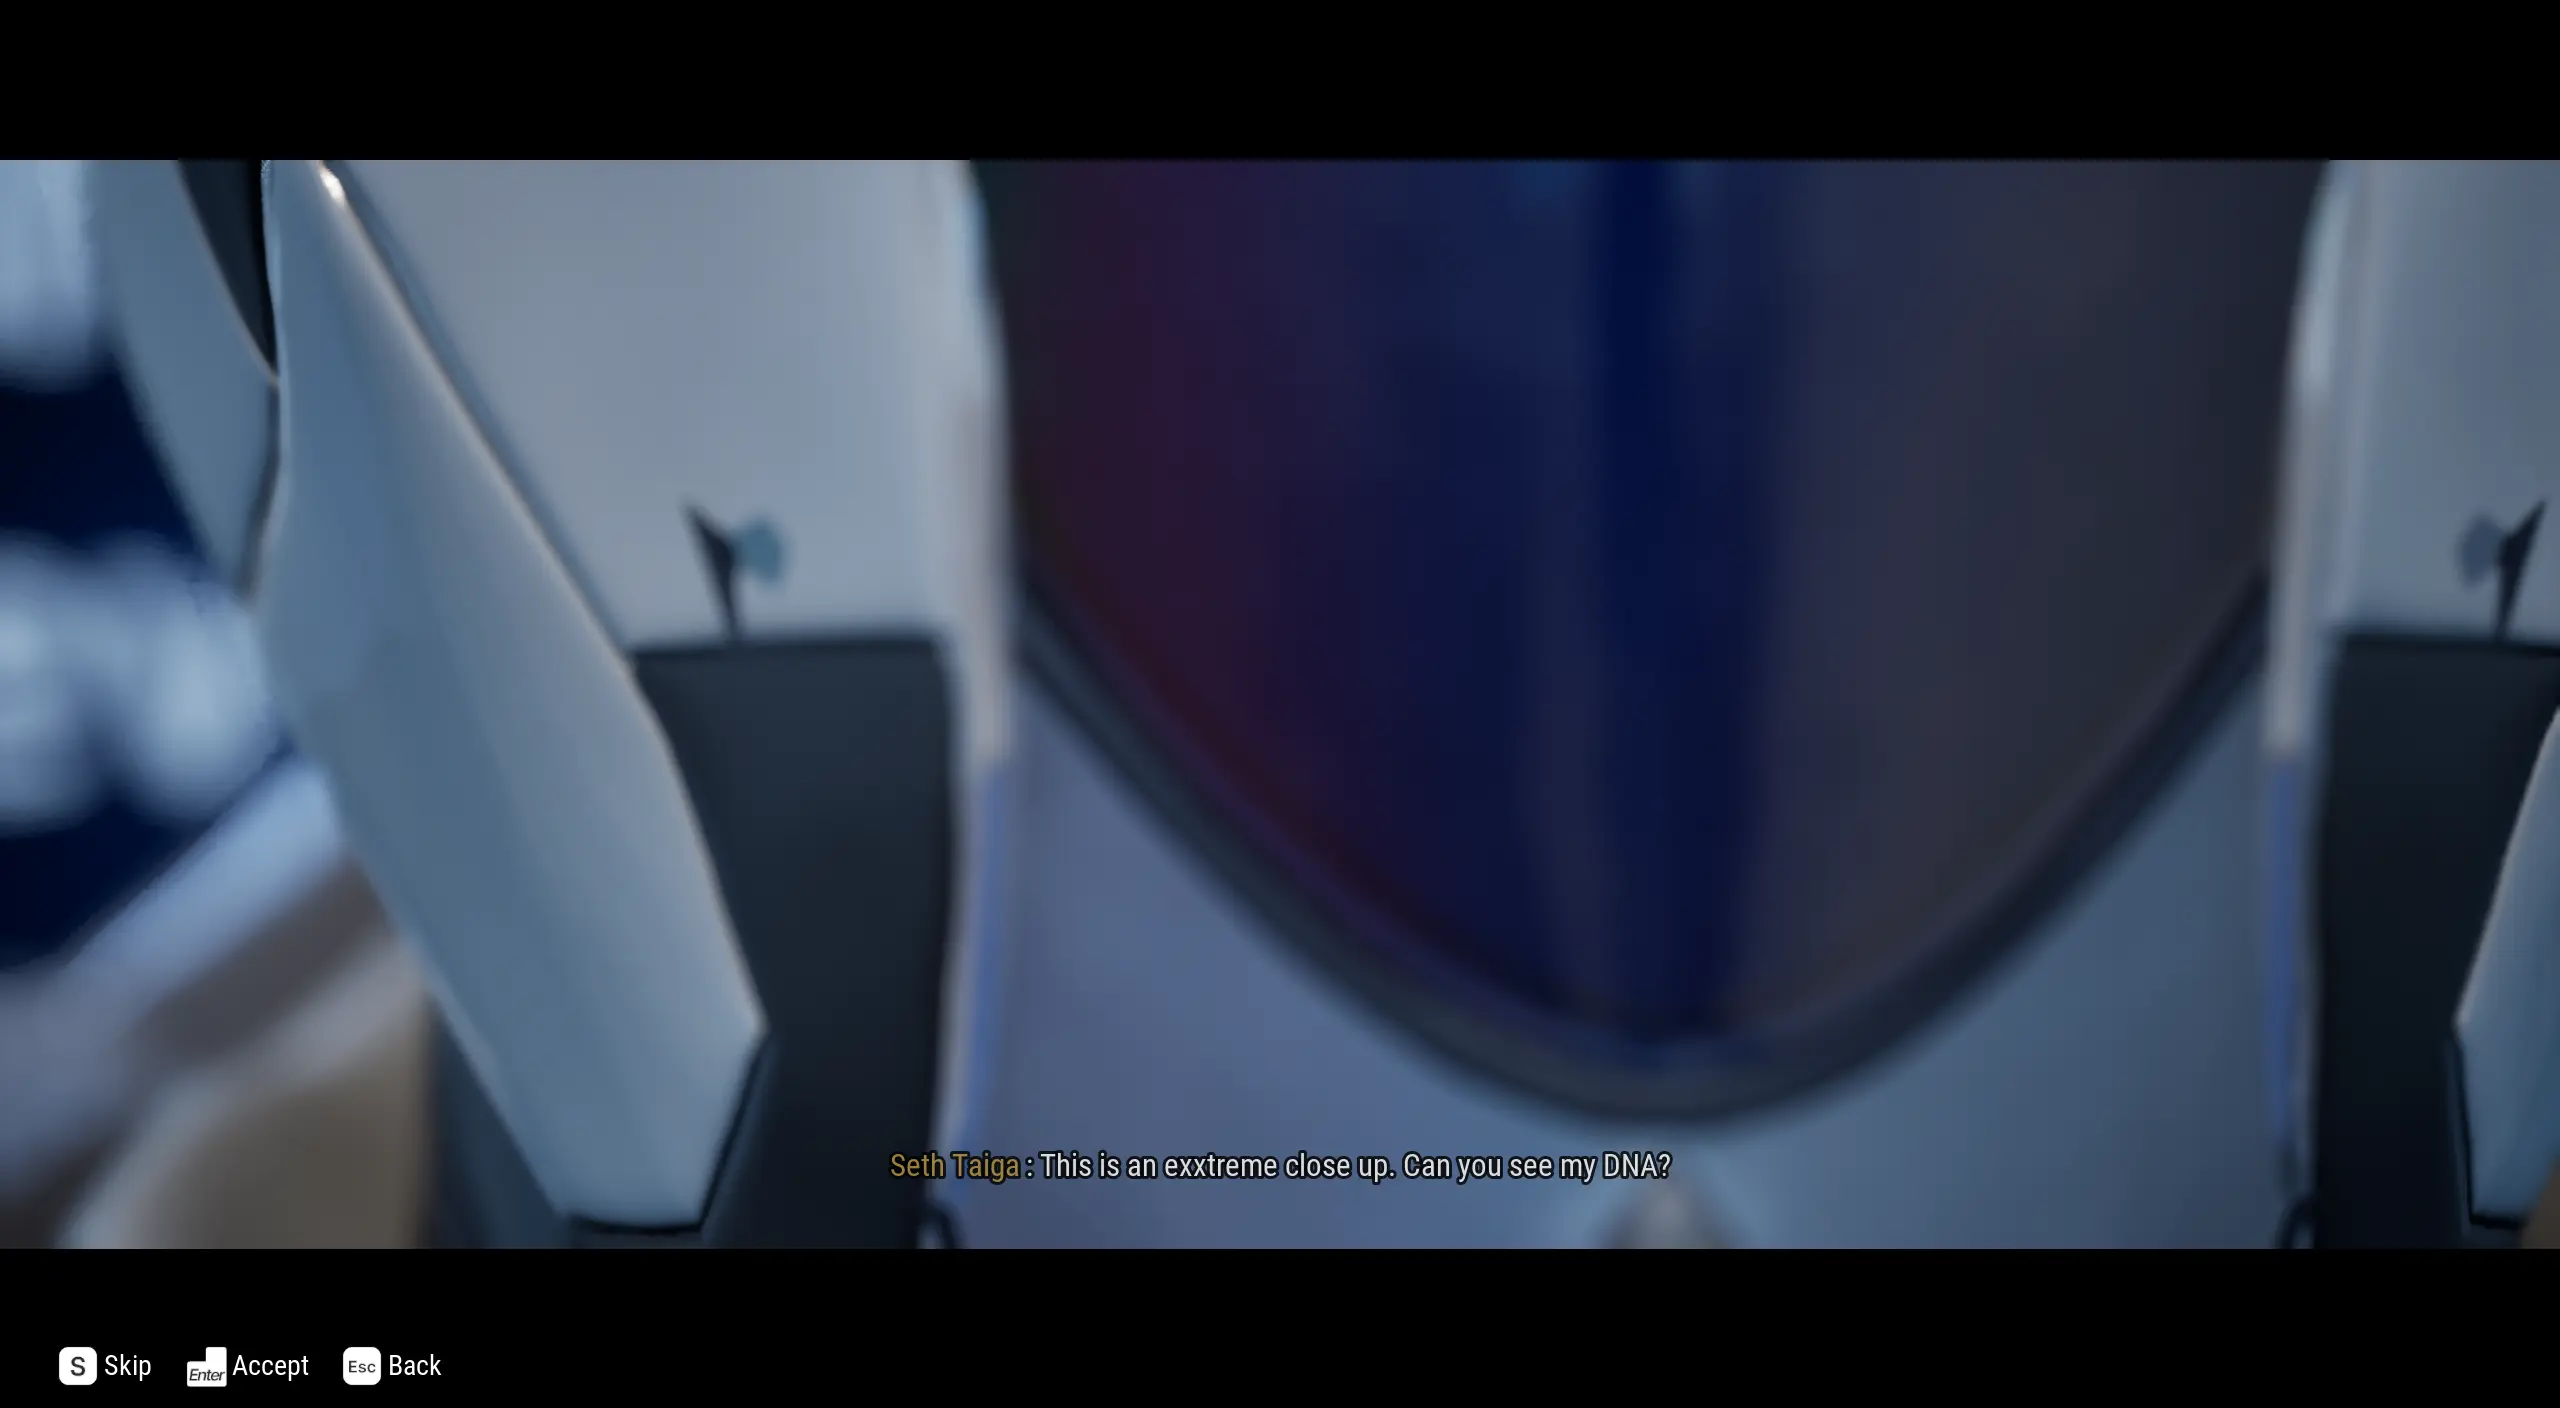 Seth Taiga : This is an exxtreme close up. Can you see my DNA?
S Skip Enter Accept Esc Back